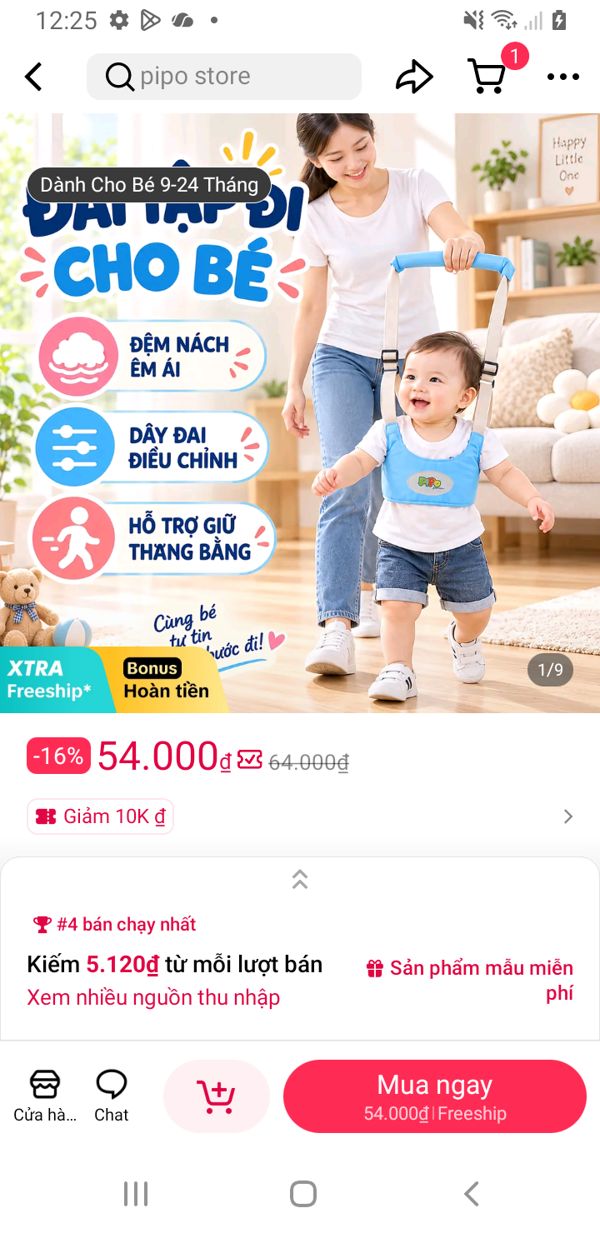 12:25
pipo store
1
Happy
Little
One
Dành Cho Bé 9-24 Tháng
ĐAI TẬP ĐI
CHO BÉ
ĐỆM NÁCH
ÊM ÁI
DÂY ĐAI
ĐIỀU CHỈNH
HỖ TRỢ GIỮ
THĂNG BẰNG
PiPo
Cùng bé
tự tin
bước đi!
XTRA
Freeship*
Bonus
Hoàn tiền
1/9
-16% 54.000₫ 64.000₫
Giảm 10K ₫
#4 bán chạy nhất
Kiếm 5.120₫ từ mỗi lượt bán
Xem nhiều nguồn thu nhập
Sản phẩm mẫu miễn
phí
Cửa hà...
Chat
Mua ngay
54.000₫ | Freeship